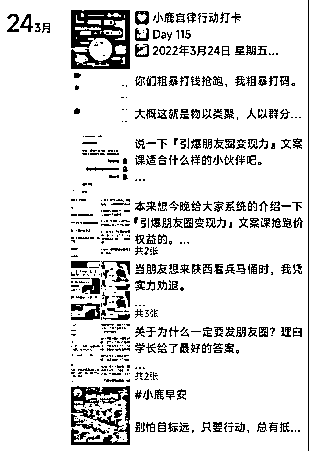 24 3月
小鹿自律行动打卡
Day 115
2022年3月24日 星期五...
你们粗暴打钱抢跑，我粗暴打码。
大概这就是物以类聚，人以群分...
说一下『引爆朋友圈变现力』文案
课适合什么样的小伙伴吧。
...
本来想今晚给大家系统的介绍一下
『引爆朋友圈变现力』文案课抢跑价
权益的。...
共2张
当朋友想来陕西看兵马俑时，我凭
实力劝退。
...
共3张
关于为什么一定要发朋友圈？理白
学长给了最好的答案。
...
共2张
#小鹿早安
别怕目标远，只要行动，总有抵...